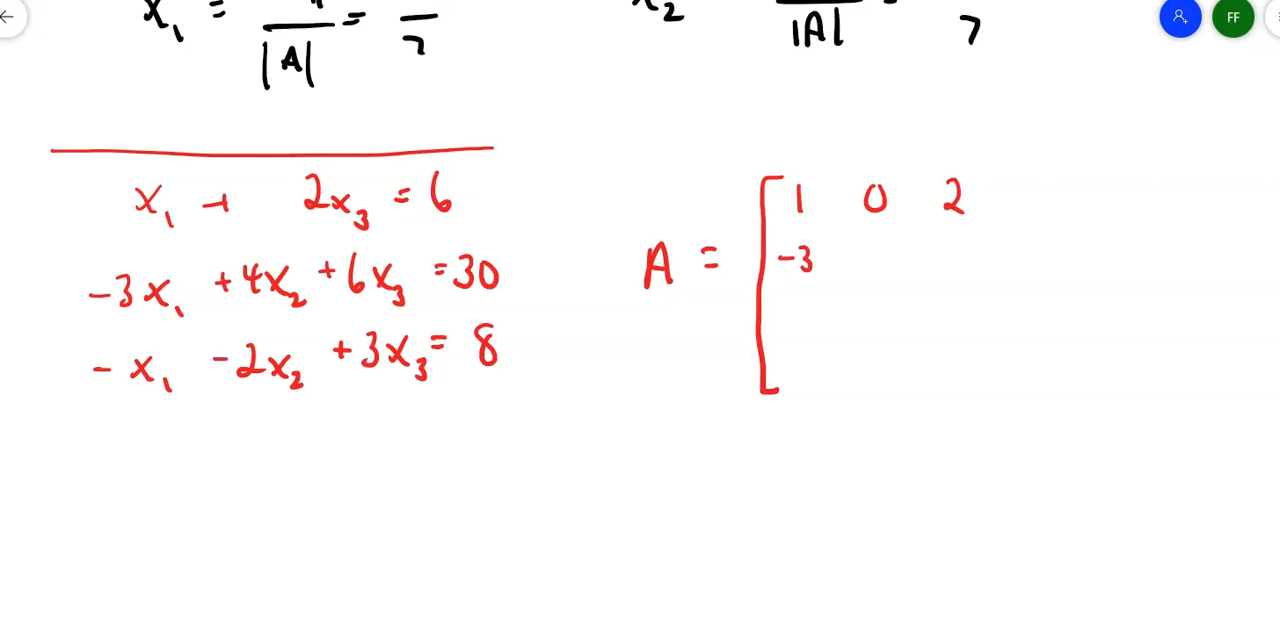 x₁ = — = —
|A| 7
x₂ — =
|A| 7
FF
x₁ + 2x₃ = 6
-3x₁ +4x₂ +6x₃ = 30
-x₁ -2x₂ +3x₃ = 8
A = [ 1 0 2
-3